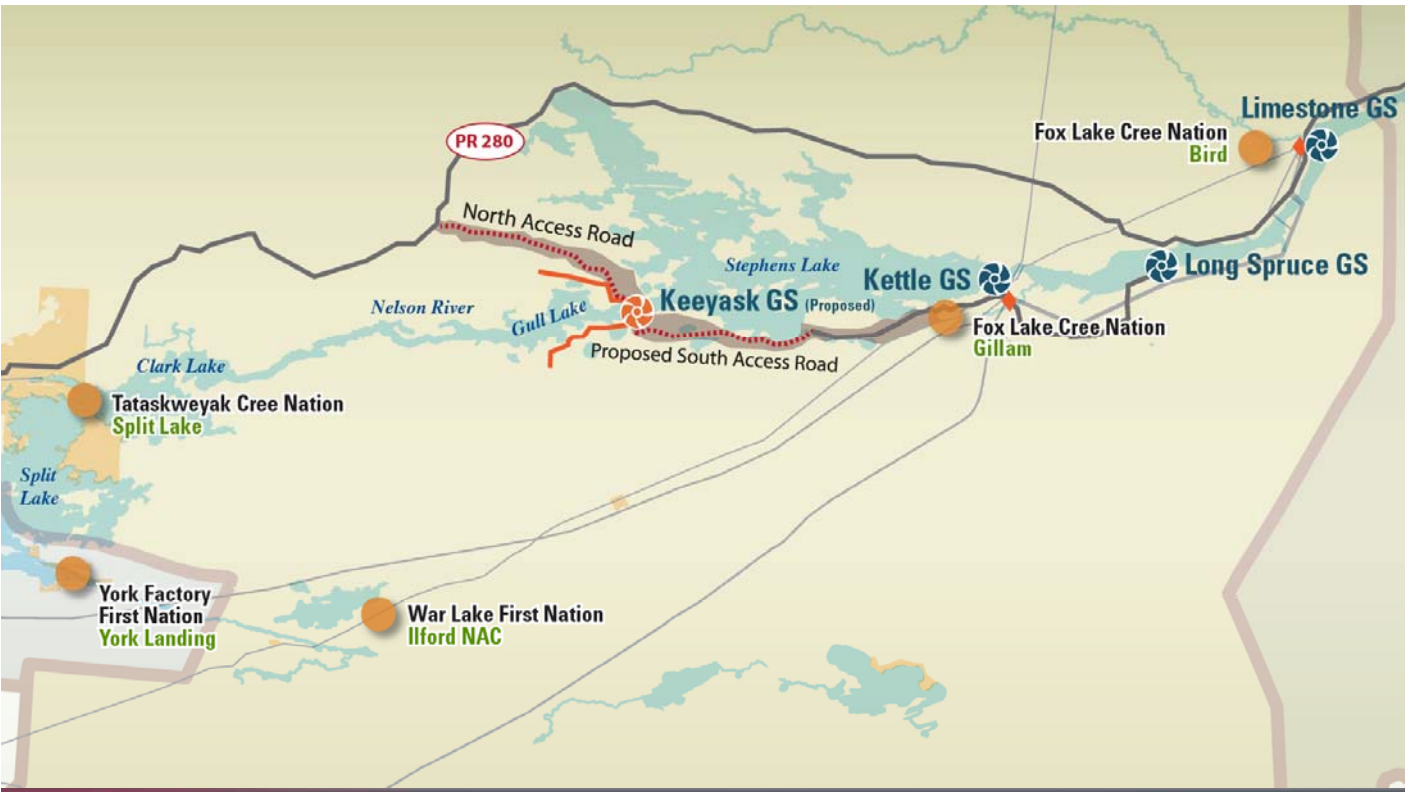 Limestone GS
Fox Lake Cree Nation
Bird
PR 280
North Access Road
Stephens Lake
Kettle GS
Long Spruce GS
Nelson River
Gull Lake
Keeyask GS (Proposed)
Fox Lake Cree Nation
Gillam
Proposed South Access Road
Clark Lake
Tataskweyak Cree Nation
Split Lake
Split
Lake
York Factory
First Nation
York Landing
War Lake First Nation
Ilford NAC